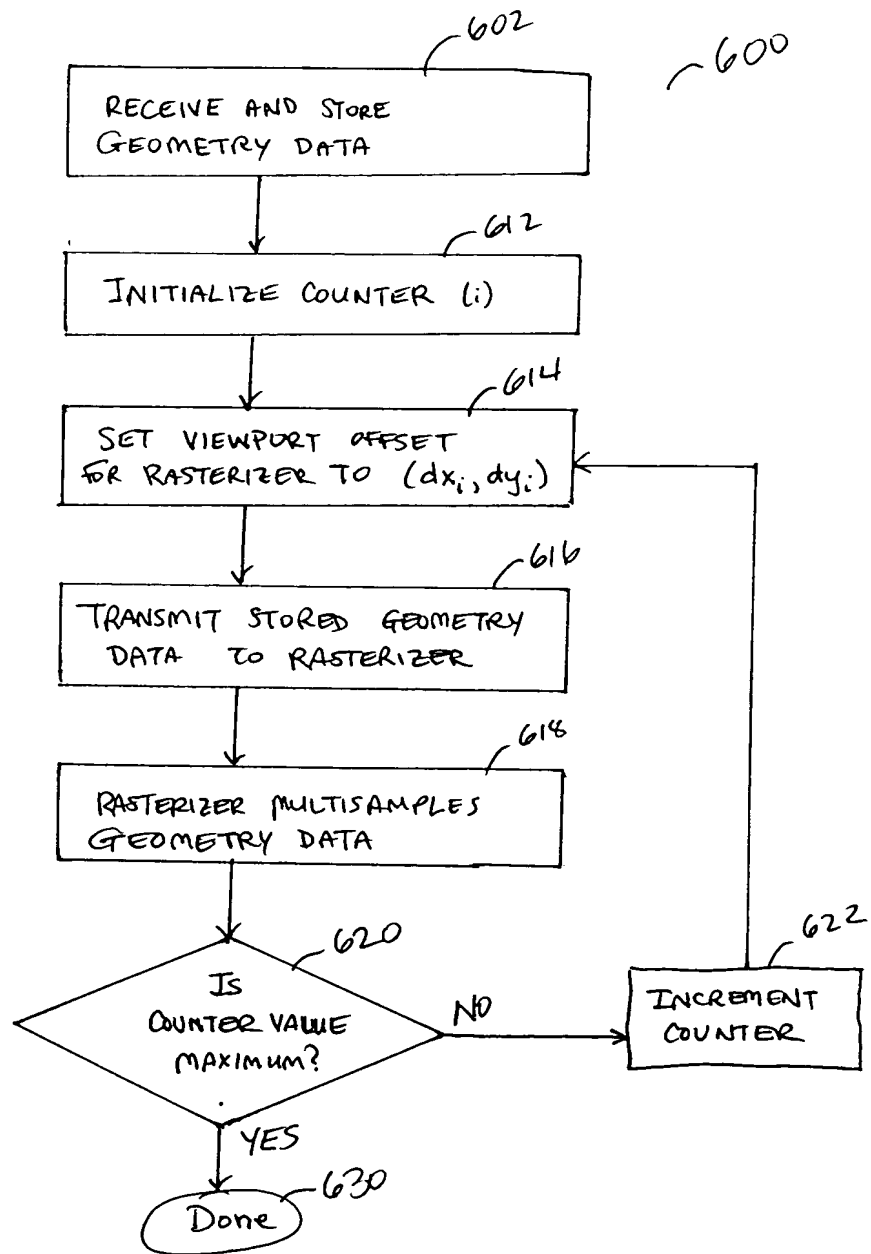 602
600
RECEIVE AND STORE
GEOMETRY DATA
612
INITIALIZE COUNTER (i)
614
SET VIEWPORT OFFSET
FOR RASTERIZER TO (dxi, dyi)
616
TRANSMIT STORED GEOMETRY
DATA TO RASTERIZER
618
RASTERIZER MULTISAMPLES
GEOMETRY DATA
620
Is
COUNTER VALUE
MAXIMUM?
NO
622
INCREMENT
COUNTER
YES
630
Done